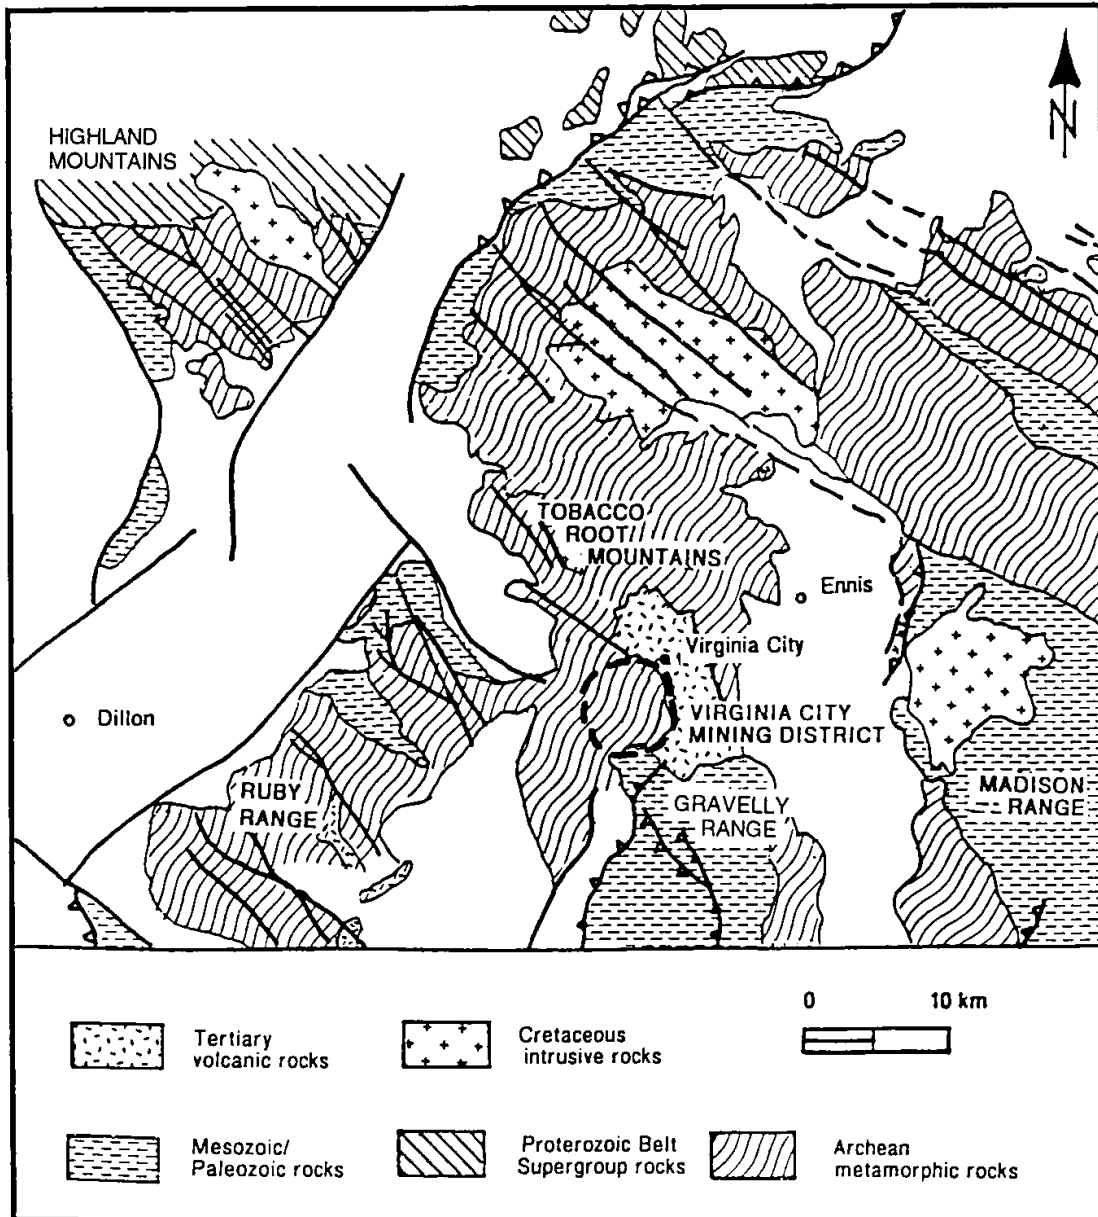 N
HIGHLAND
MOUNTAINS
TOBACCO
ROOT
MOUNTAINS
Ennis
Virginia City
Dillon
VIRGINIA CITY
MINING DISTRICT
RUBY
RANGE
GRAVELLY
RANGE
MADISON
RANGE
0 10 km
Tertiary
volcanic rocks
Cretaceous
intrusive rocks
Mesozoic/
Paleozoic rocks
Proterozoic Belt
Supergroup rocks
Archean
metamorphic rocks